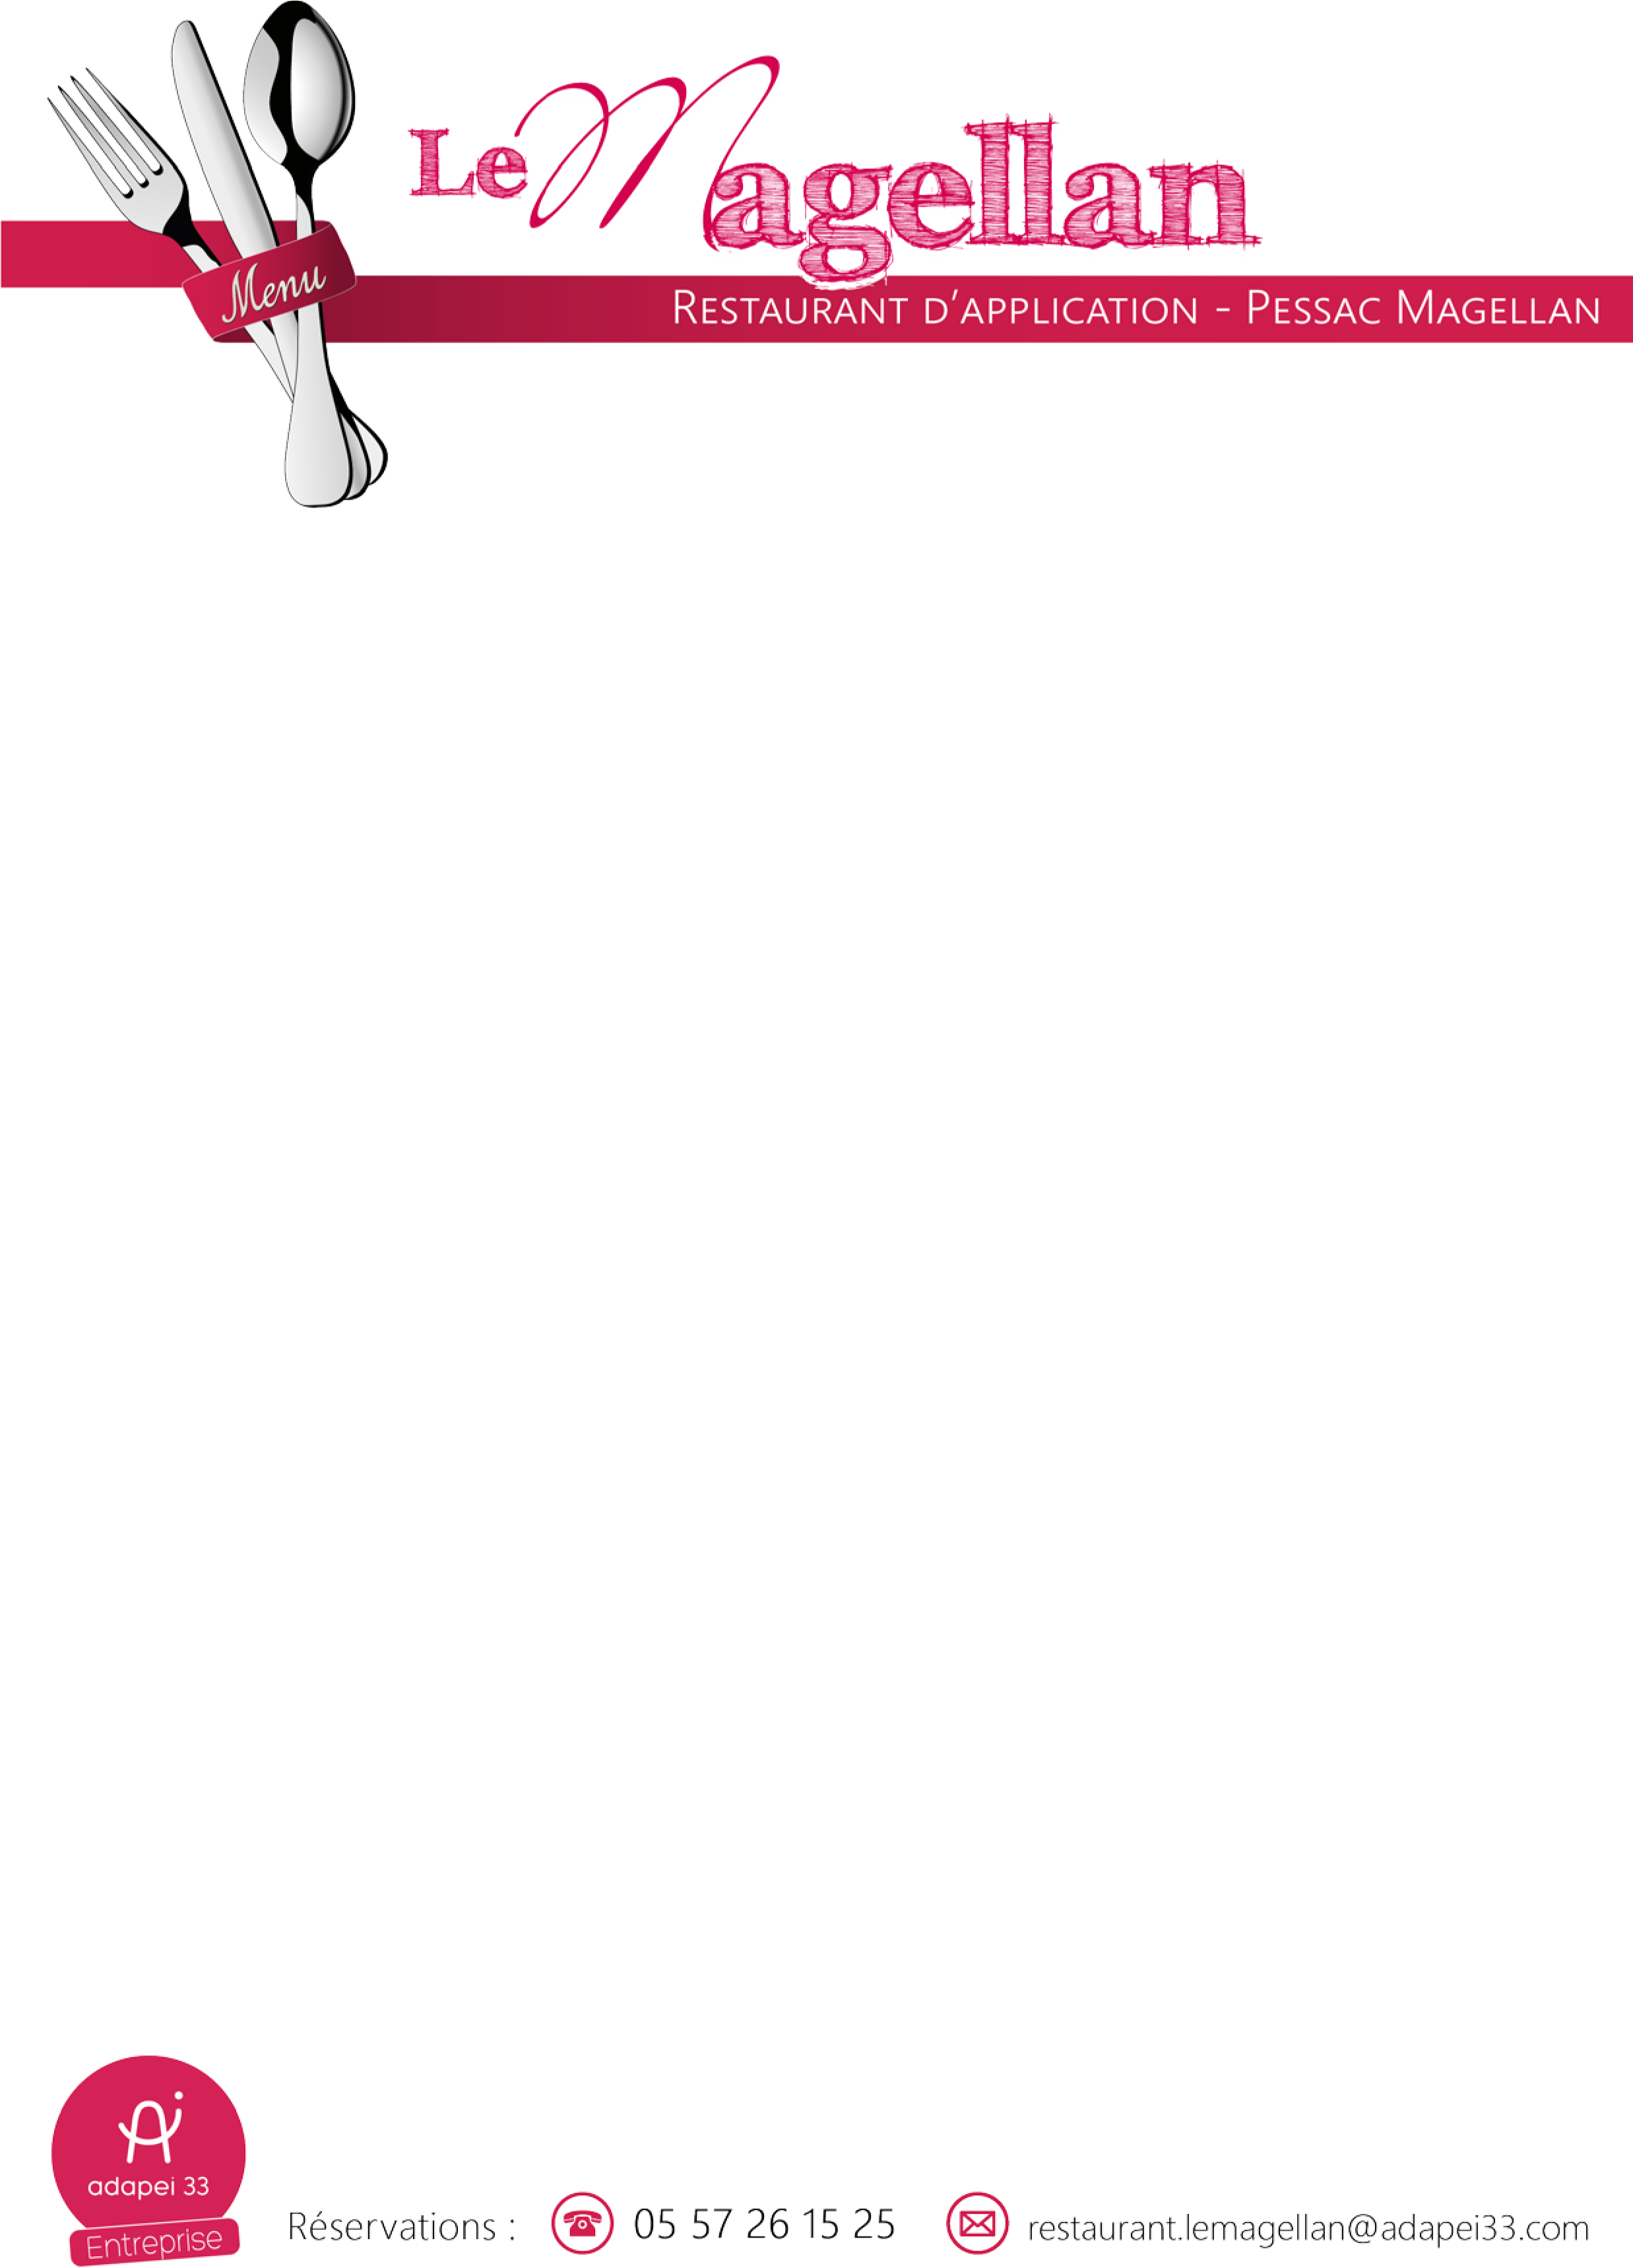 Le Magellan
Menu
RESTAURANT D'APPLICATION - PESSAC MAGELLAN
adapei 33
Entreprise
Réservations : 05 57 26 15 25 restaurant.lemagellan@adapei33.com